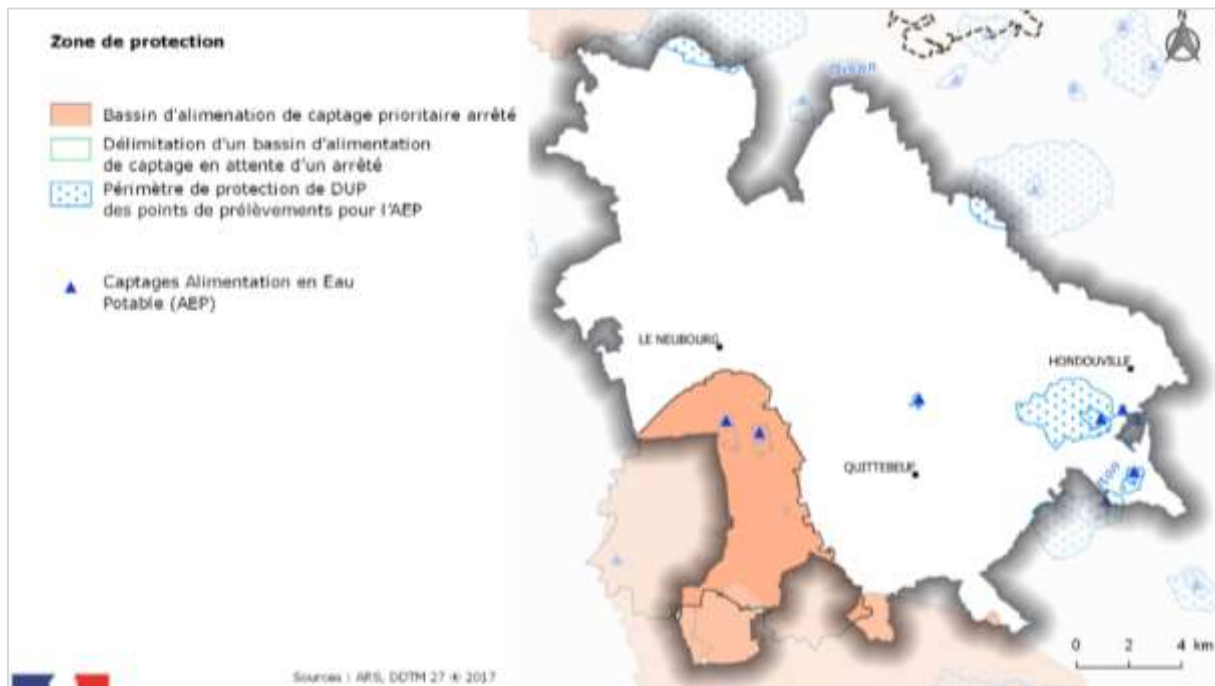 Zone de protection
Bassin d'alimenation de captage prioritaire arrêté
Délimitation d'un bassin d'alimentation
de captage en attente d'un arrêté
Périmètre de protection de DUP
des points de prélèvements pour l'AEP
Captages Alimentation en Eau
Potable (AEP)
Sources : ARS, DDTM 27 ® 2017
N
Oison
LE NEUBOURG
HONDOUVILLE
QUITTEBEUF
0 2 4 km